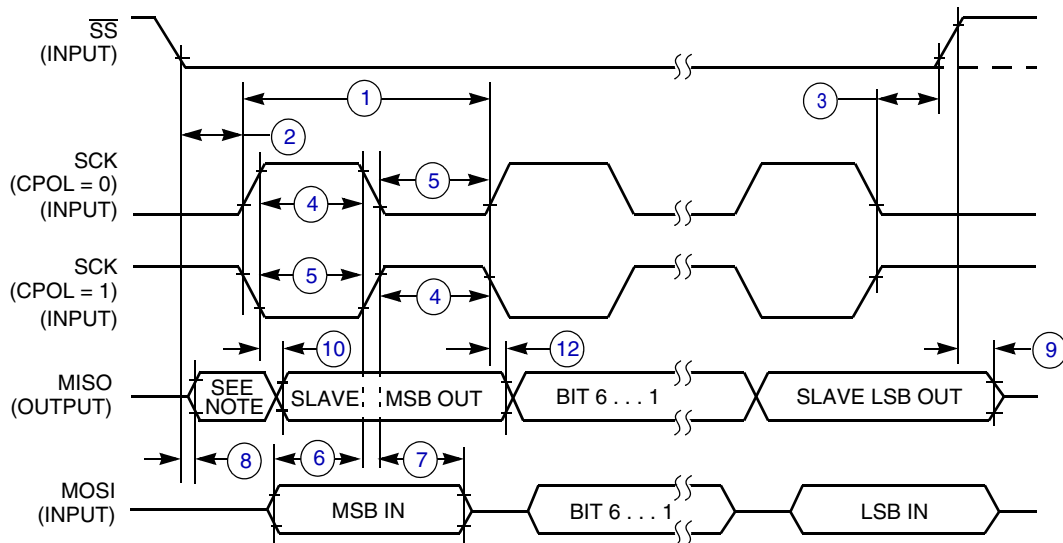 SS
(INPUT)
1
3
2
SCK
(CPOL = 0)
(INPUT)
5
4
SCK
(CPOL = 1)
(INPUT)
5
4
10
12
9
MISO
(OUTPUT)
SEE
NOTE
SLAVE
MSB OUT
BIT 6 . . . 1
SLAVE LSB OUT
8
6
7
MOSI
(INPUT)
MSB IN
BIT 6 . . . 1
LSB IN